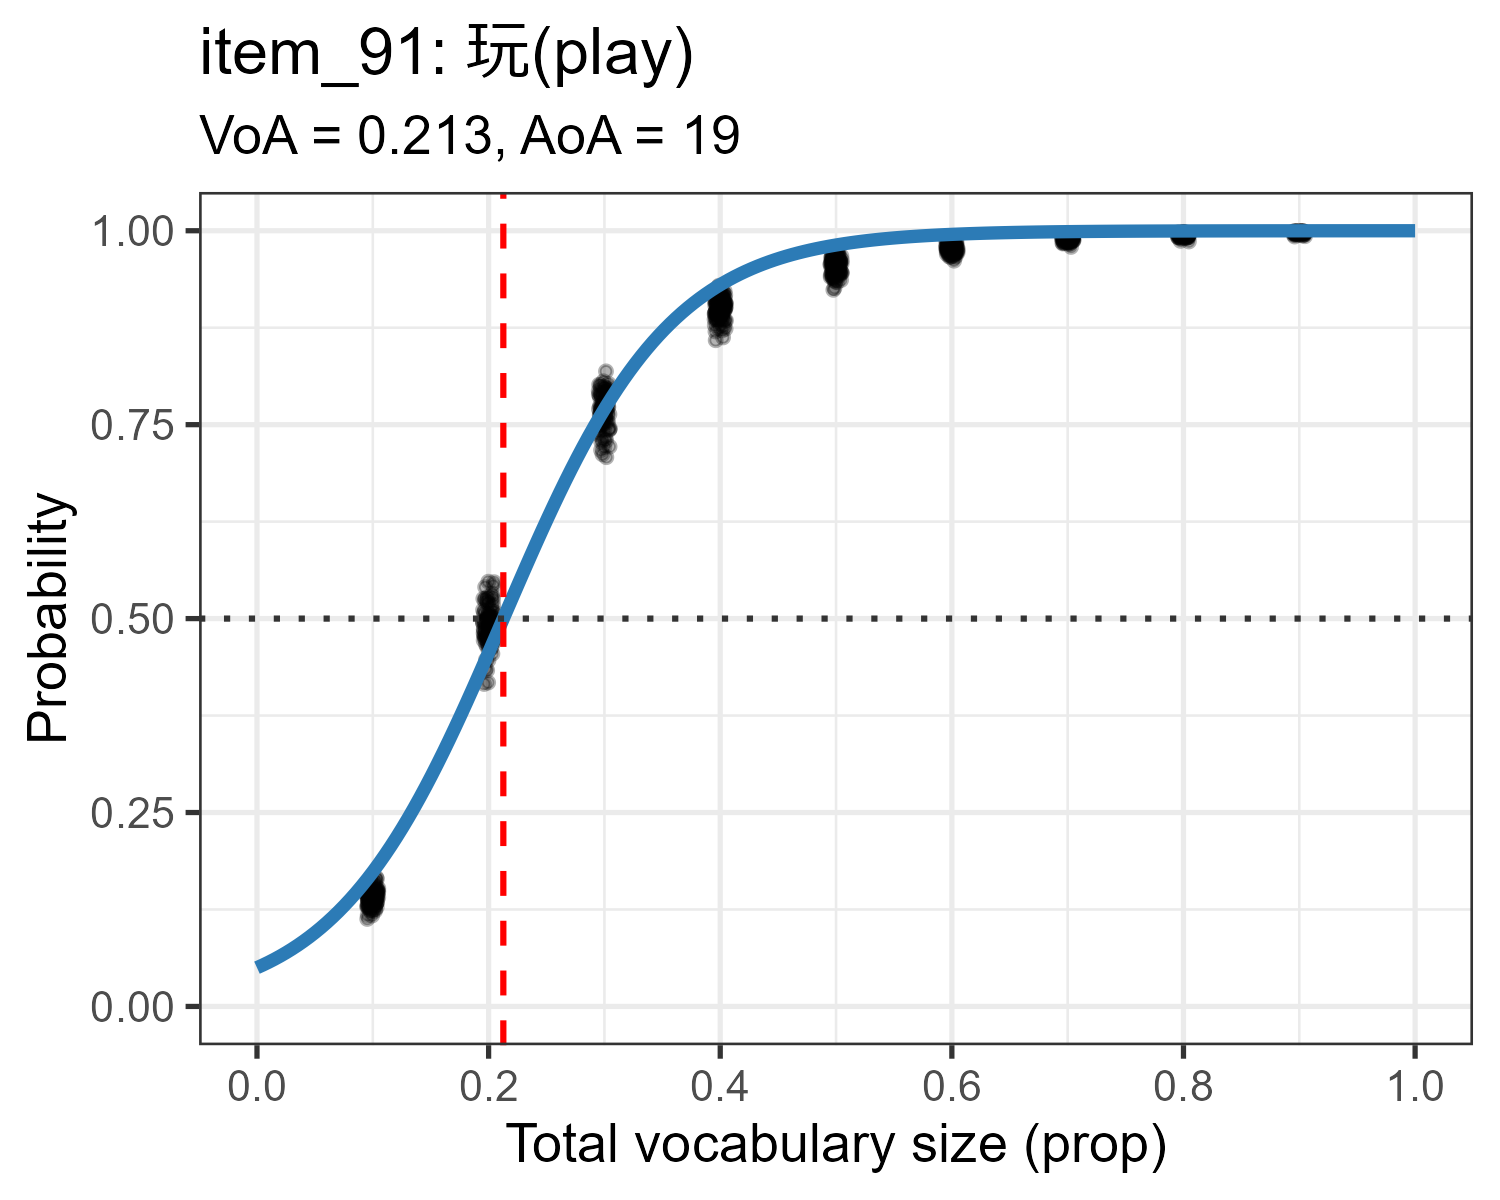 item_91: 玩(play)
VoA = 0.213, AoA = 19
Probability
1.00
0.75
0.50
0.25
0.00
0.0 0.2 0.4 0.6 0.8 1.0
Total vocabulary size (prop)